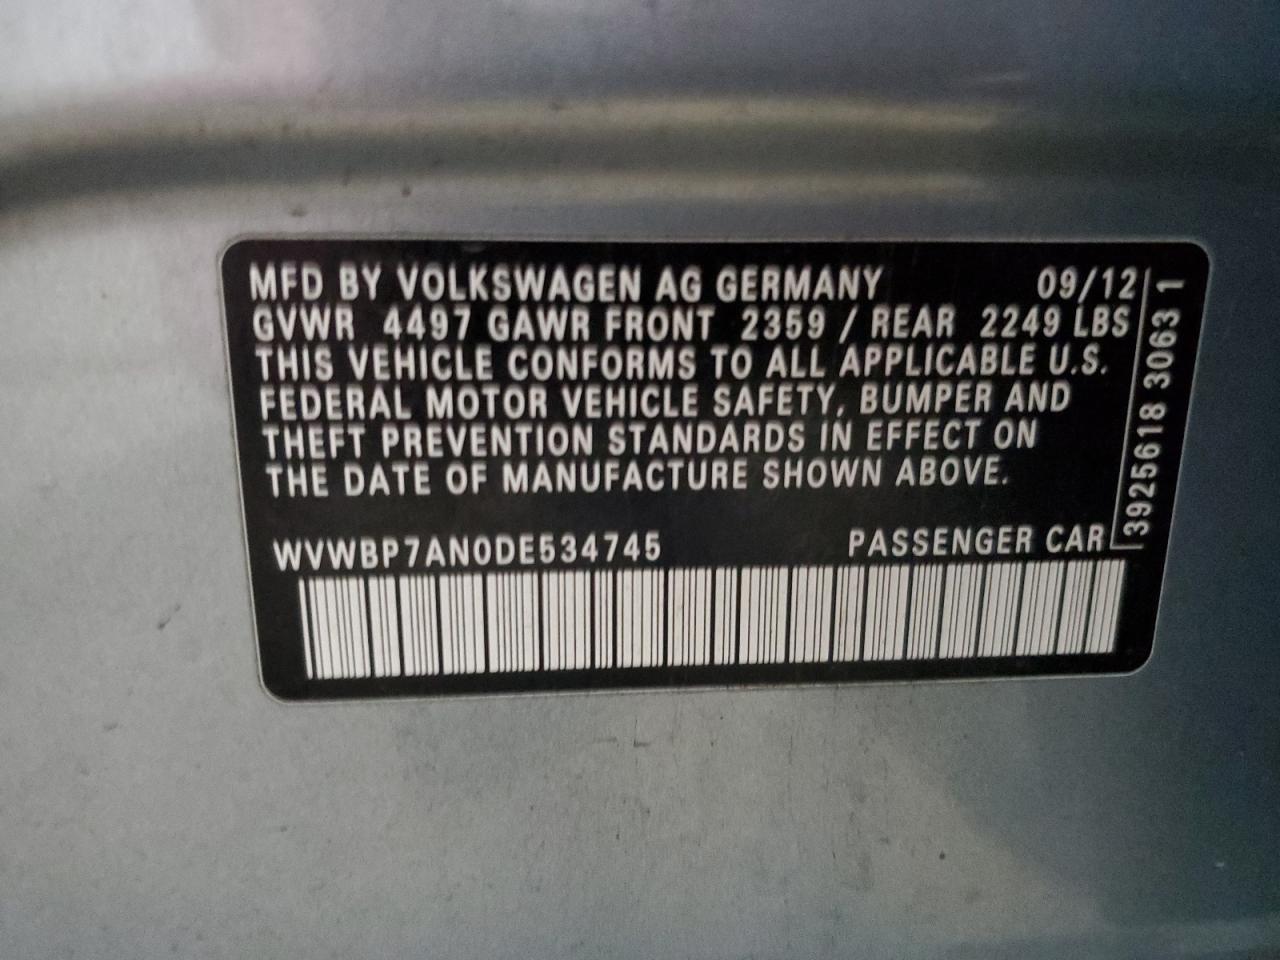 MFD BY VOLKSWAGEN AG GERMANY 09/12
GVWR 4497 GAWR FRONT 2359 / REAR 2249 LBS
THIS VEHICLE CONFORMS TO ALL APPLICABLE U.S.
FEDERAL MOTOR VEHICLE SAFETY, BUMPER AND
THEFT PREVENTION STANDARDS IN EFFECT ON
THE DATE OF MANUFACTURE SHOWN ABOVE.
WVWBP7AN0DE534745 PASSENGER CAR
3925618 3063 1